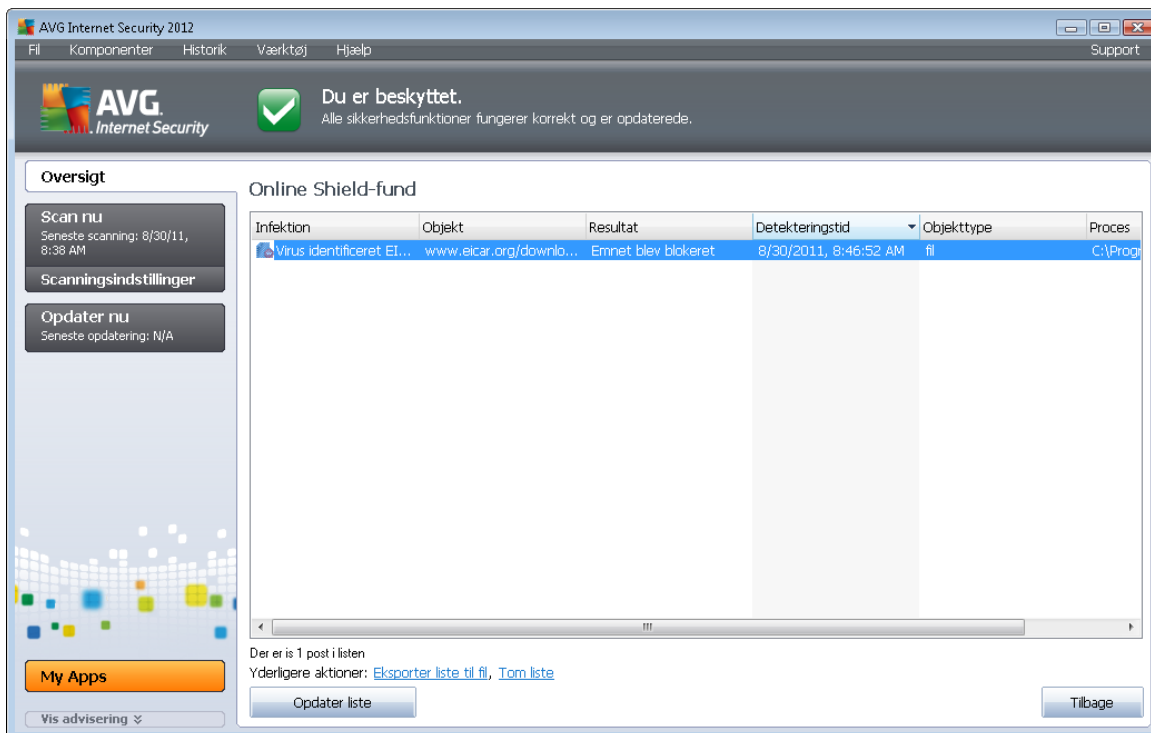 AVG Internet Security 2012
Fil Komponenter Historik Værktøj Hjælp Support
AVG.
Internet Security
Du er beskyttet.
Alle sikkerhedsfunktioner fungerer korrekt og er opdaterede.
Oversigt
Scan nu
Seneste scanning: 8/30/11,
8:38 AM
Scanningsindstillinger
Opdater nu
Seneste opdatering: N/A
My Apps
Vis advisering
Online Shield-fund
Infektion Objekt Resultat Detekteringstid Objekttype Proces
Virus identificeret EI... www.eicar.org/downlo... Emnet blev blokeret 8/30/2011, 8:46:52 AM fil C:\Progr
Der er is 1 post i listen
Yderligere aktioner: Eksporter liste til fil, Tom liste
Opdater liste Tilbage